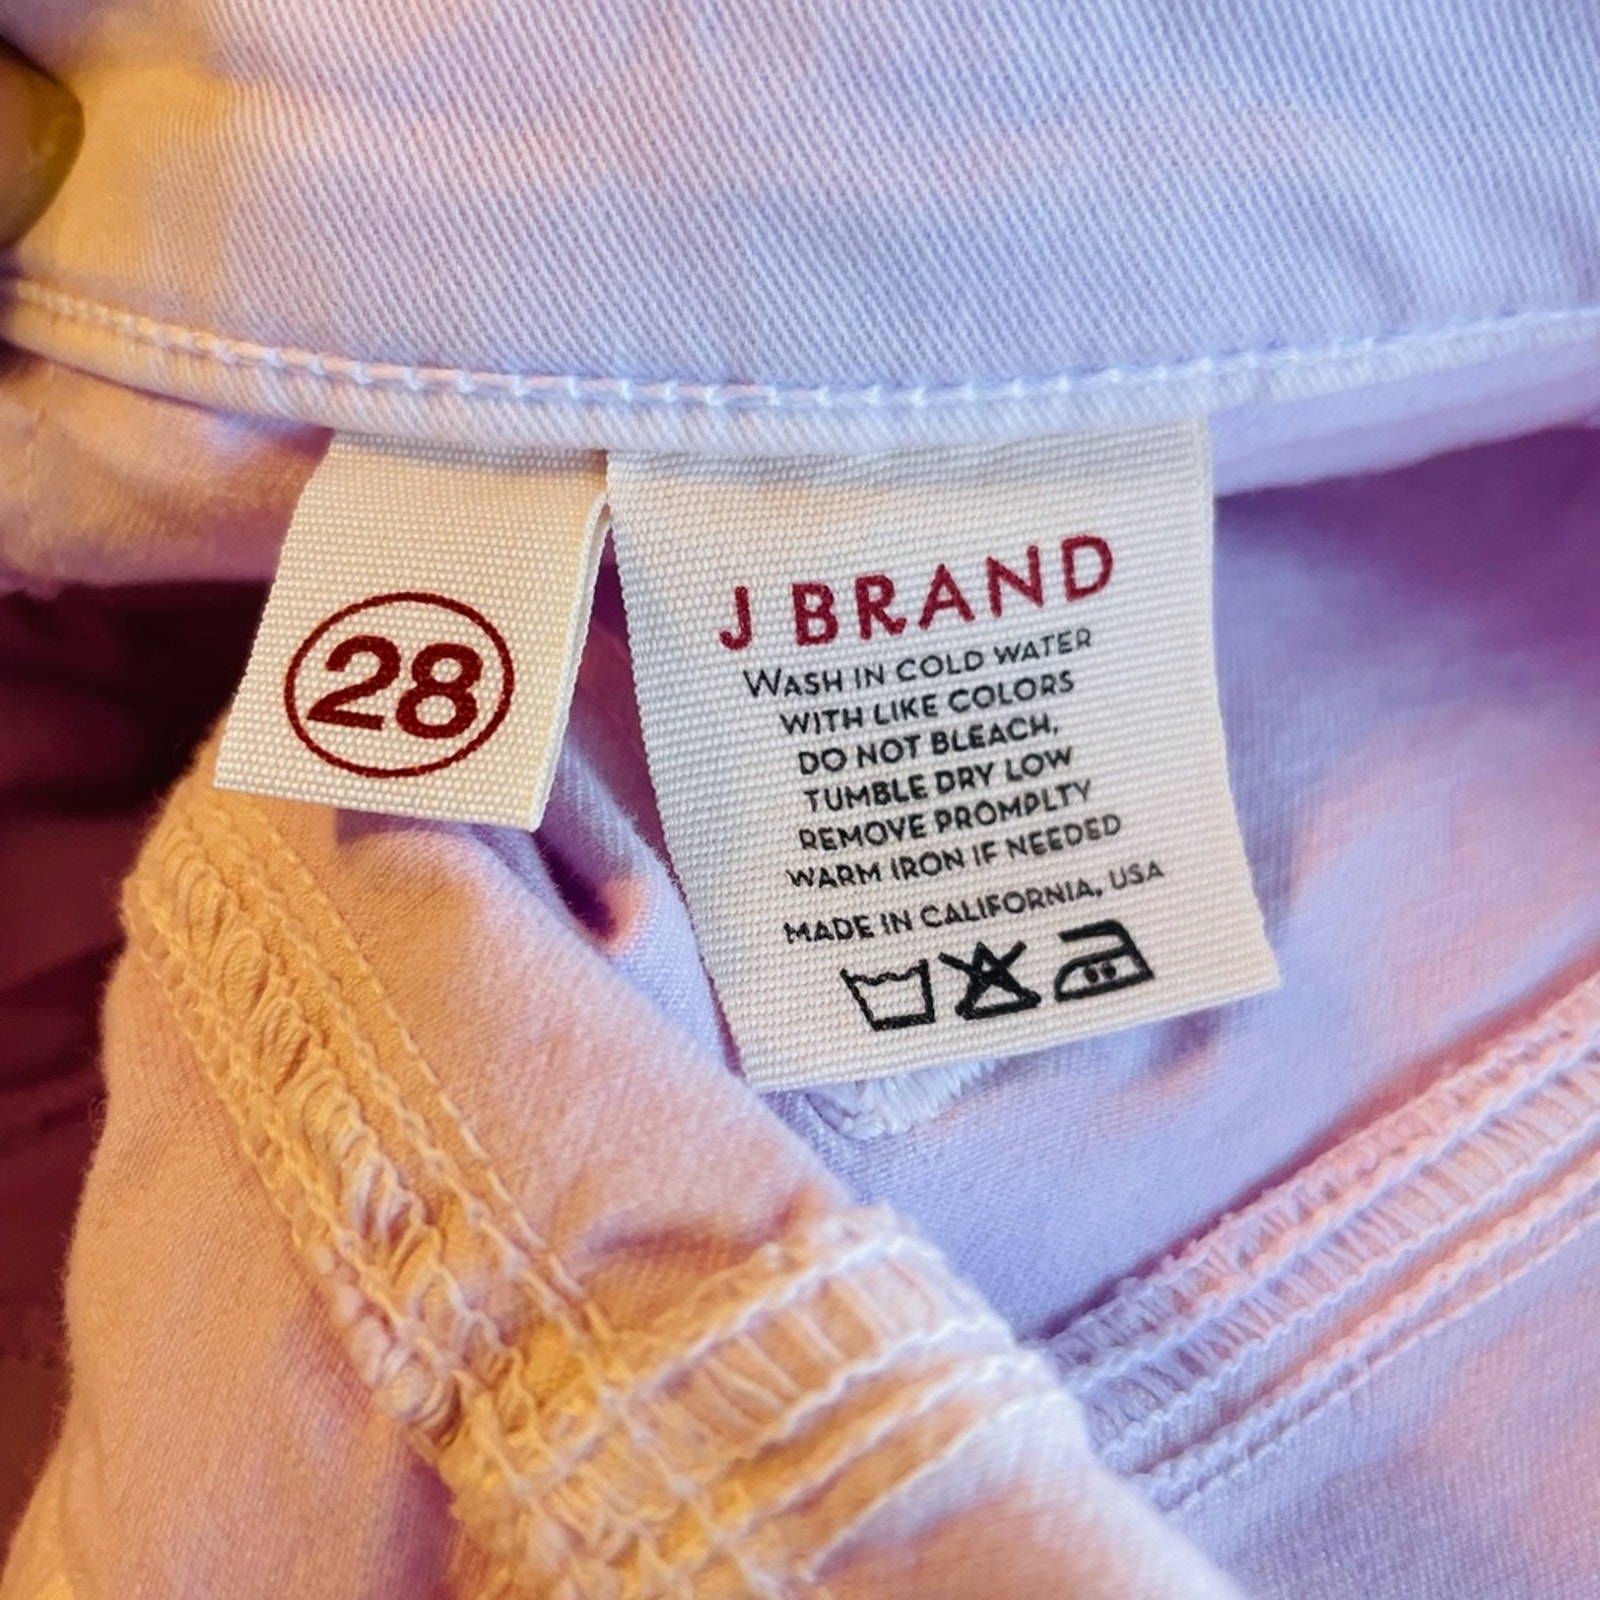 28
J BRAND
WASH IN COLD WATER
WITH LIKE COLORS
DO NOT BLEACH,
TUMBLE DRY LOW
REMOVE PROMPLTY
WARM IRON IF NEEDED
MADE IN CALIFORNIA, USA